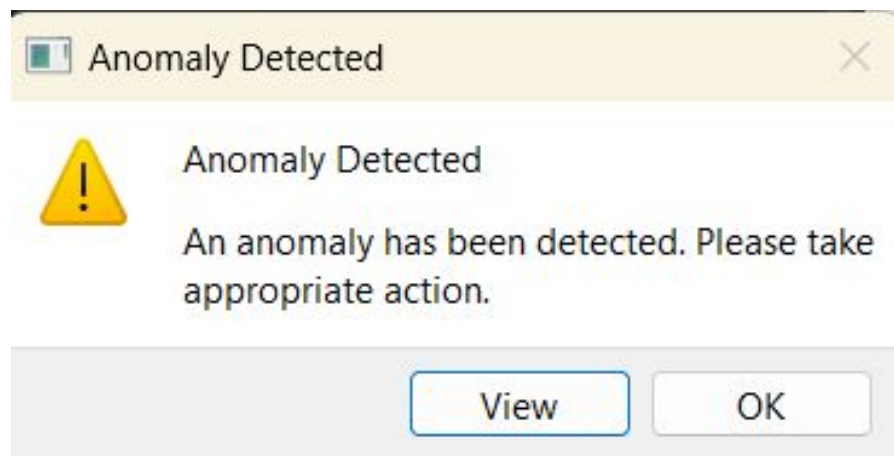 Anomaly Detected
Anomaly Detected
An anomaly has been detected. Please take
appropriate action.
View OK